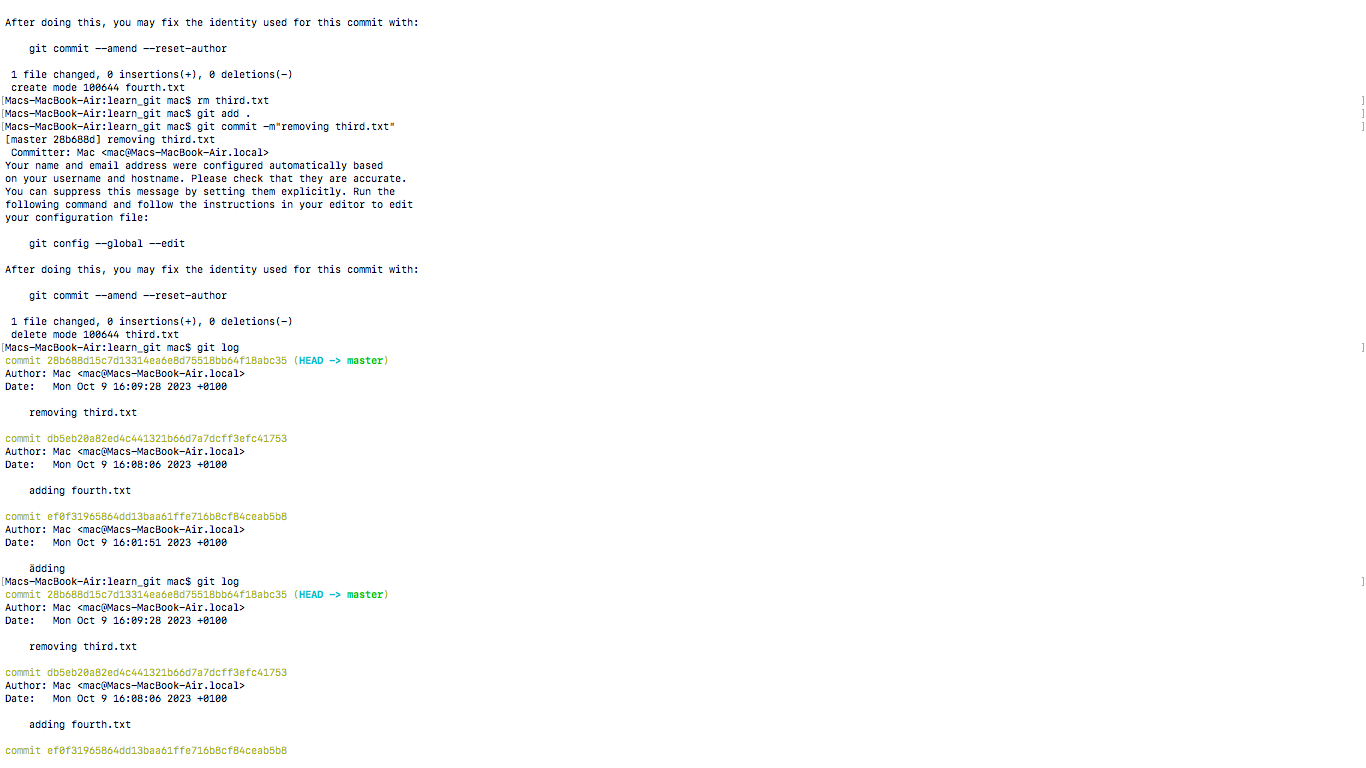 After doing this, you may fix the identity used for this commit with:
git commit --amend --reset-author
1 file changed, 0 insertions(+), 0 deletions(-)
create mode 100644 fourth.txt
[Macs-MacBook-Air:learn_git mac$ rm third.txt ]
[Macs-MacBook-Air:learn_git mac$ git add . ]
[Macs-MacBook-Air:learn_git mac$ git commit -m"removing third.txt" ]
[master 28b688d] removing third.txt
Committer: Mac <mac@Macs-MacBook-Air.local>
Your name and email address were configured automatically based
on your username and hostname. Please check that they are accurate.
You can suppress this message by setting them explicitly. Run the
following command and follow the instructions in your editor to edit
your configuration file:
git config --global --edit
After doing this, you may fix the identity used for this commit with:
git commit --amend --reset-author
1 file changed, 0 insertions(+), 0 deletions(-)
delete mode 100644 third.txt
[Macs-MacBook-Air:learn_git mac$ git log ]
commit 28b688d15c7d13314ea6e8d75518bb64f18abc35 (HEAD -> master)
Author: Mac <mac@Macs-MacBook-Air.local>
Date: Mon Oct 9 16:09:28 2023 +0100
removing third.txt
commit db5eb20a82ed4c441321b66d7a7dcff3efc41753
Author: Mac <mac@Macs-MacBook-Air.local>
Date: Mon Oct 9 16:08:06 2023 +0100
adding fourth.txt
commit ef0f31965864dd13baa61ffe716b8cf84ceab5b8
Author: Mac <mac@Macs-MacBook-Air.local>
Date: Mon Oct 9 16:01:51 2023 +0100
ädding
[Macs-MacBook-Air:learn_git mac$ git log ]
commit 28b688d15c7d13314ea6e8d75518bb64f18abc35 (HEAD -> master)
Author: Mac <mac@Macs-MacBook-Air.local>
Date: Mon Oct 9 16:09:28 2023 +0100
removing third.txt
commit db5eb20a82ed4c441321b66d7a7dcff3efc41753
Author: Mac <mac@Macs-MacBook-Air.local>
Date: Mon Oct 9 16:08:06 2023 +0100
adding fourth.txt
commit ef0f31965864dd13baa61ffe716b8cf84ceab5b8